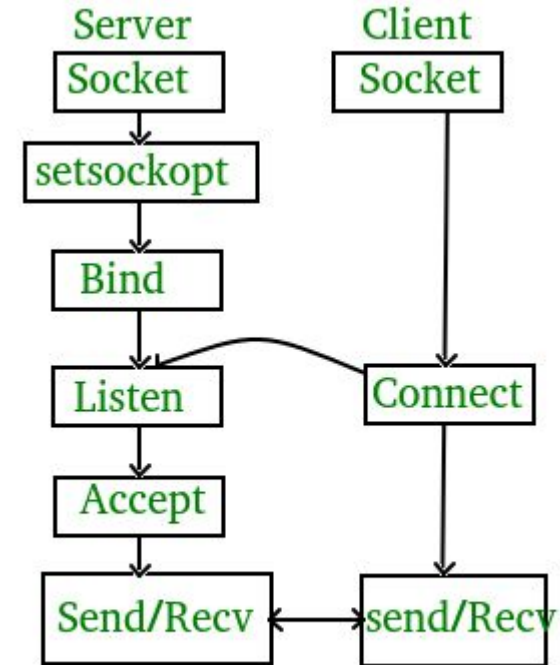 Server
Client
Socket
Socket
setsockopt
Bind
Listen
Connect
Accept
Send/Recv
send/Recv